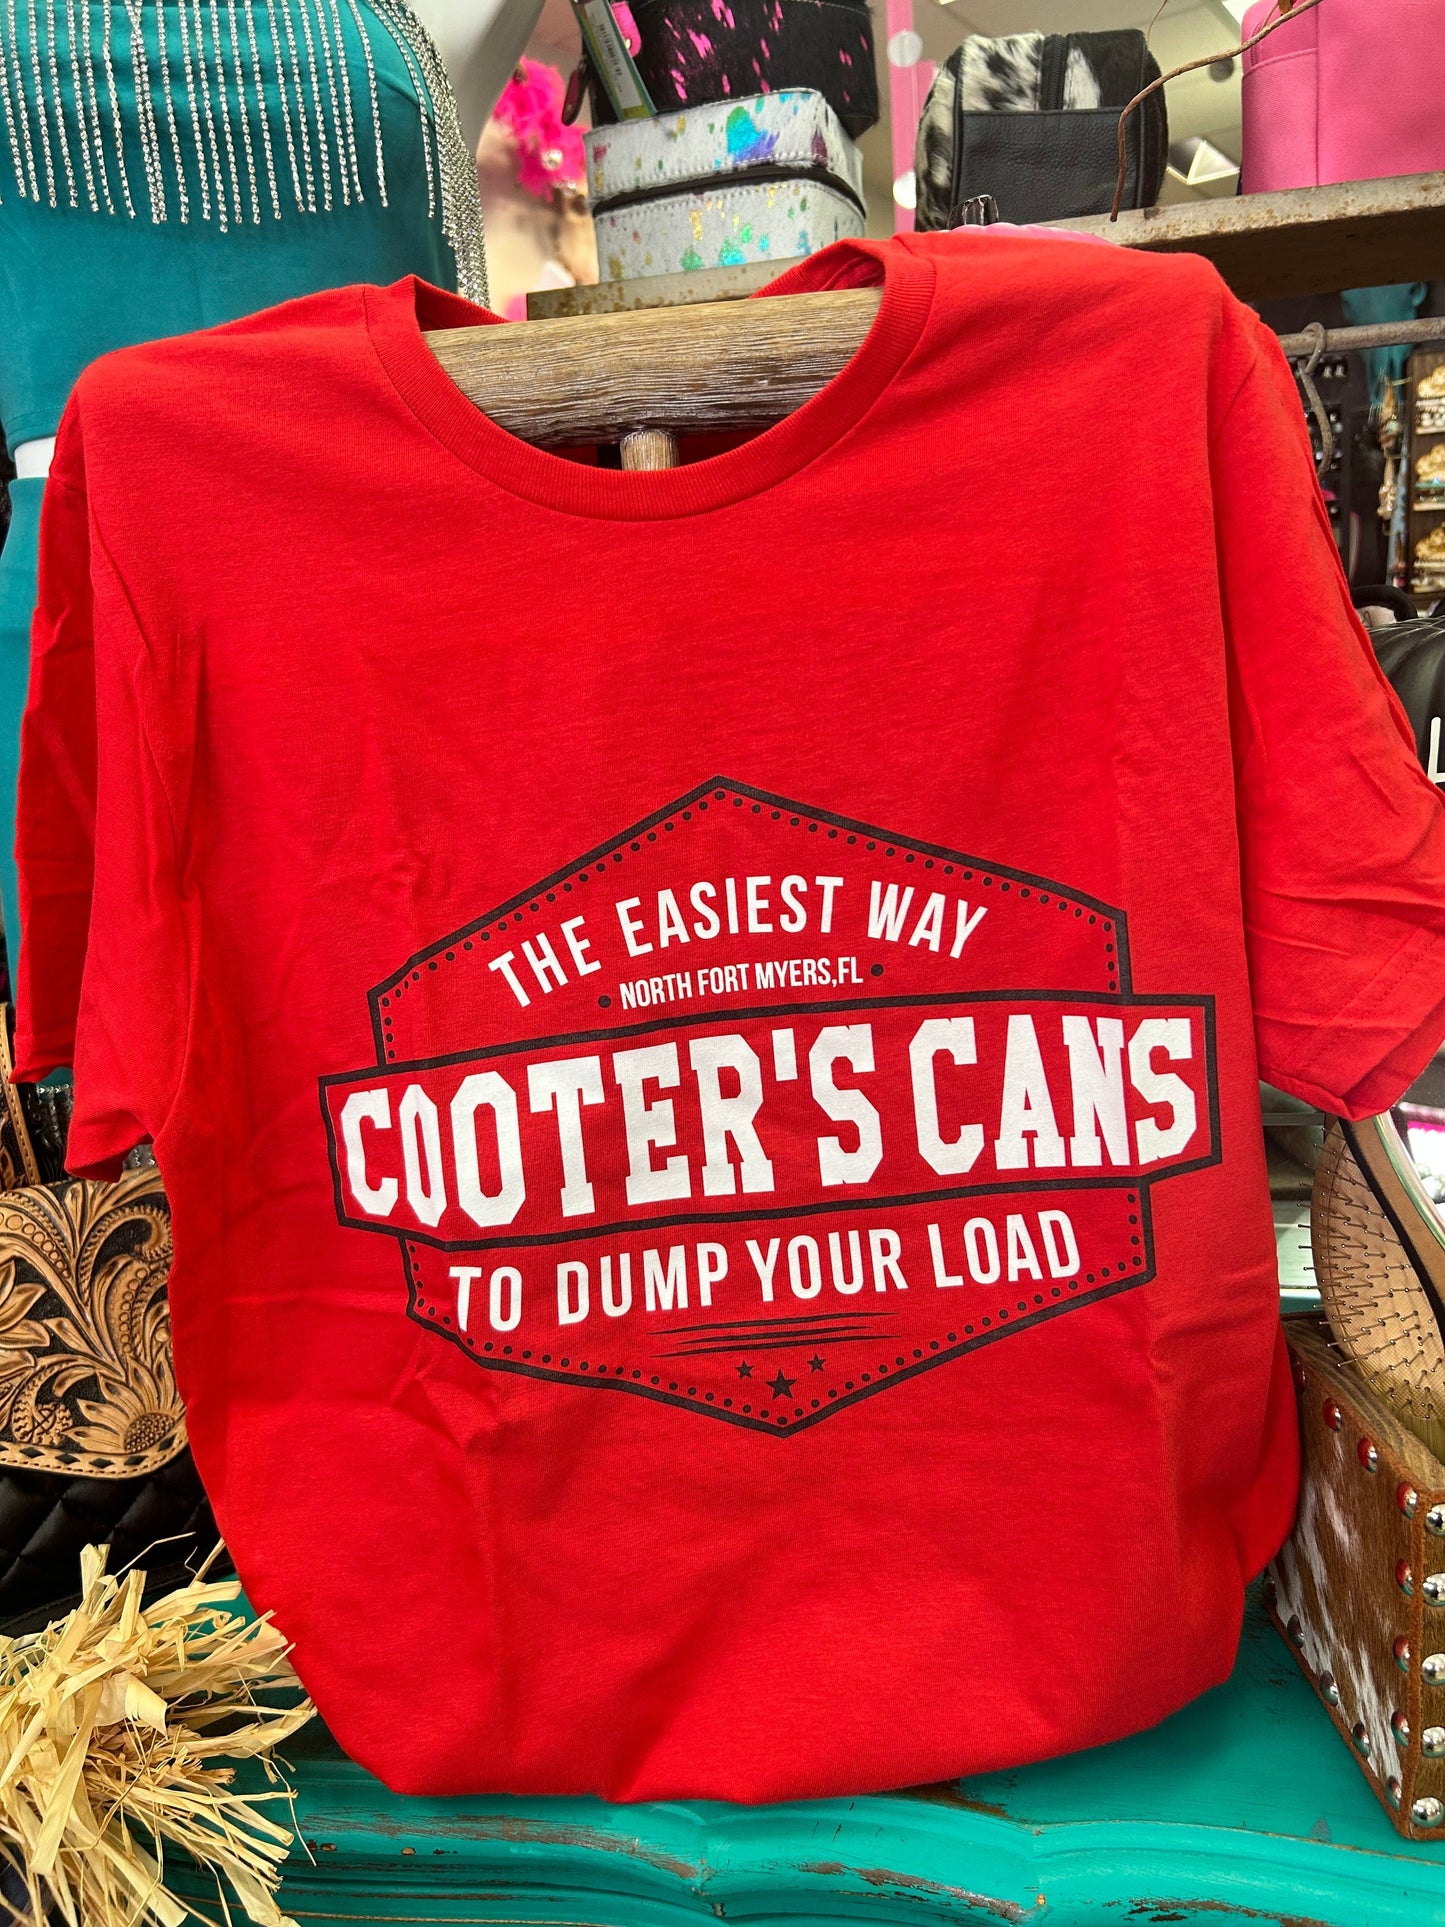 THE EASIEST WAY
• NORTH FORT MYERS,FL •
COOTER'S CANS
TO DUMP YOUR LOAD